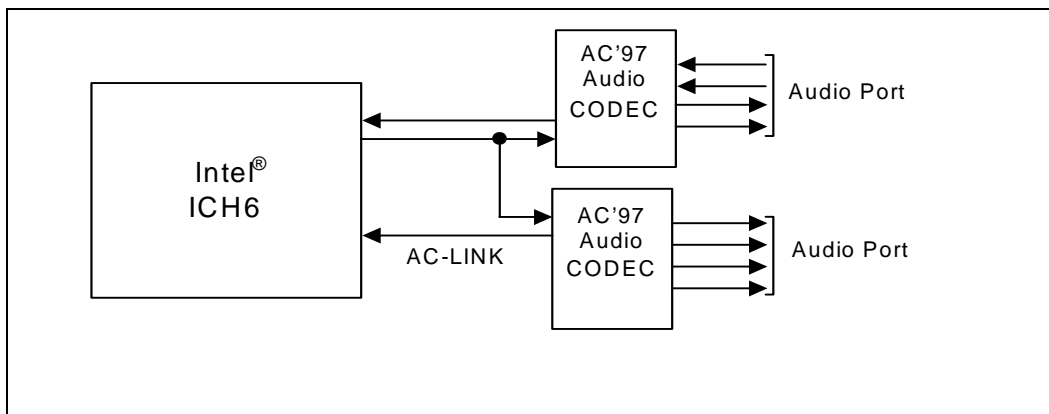 Intel®
ICH6
AC'97
Audio
CODEC
Audio Port
AC-LINK
AC'97
Audio
CODEC
Audio Port